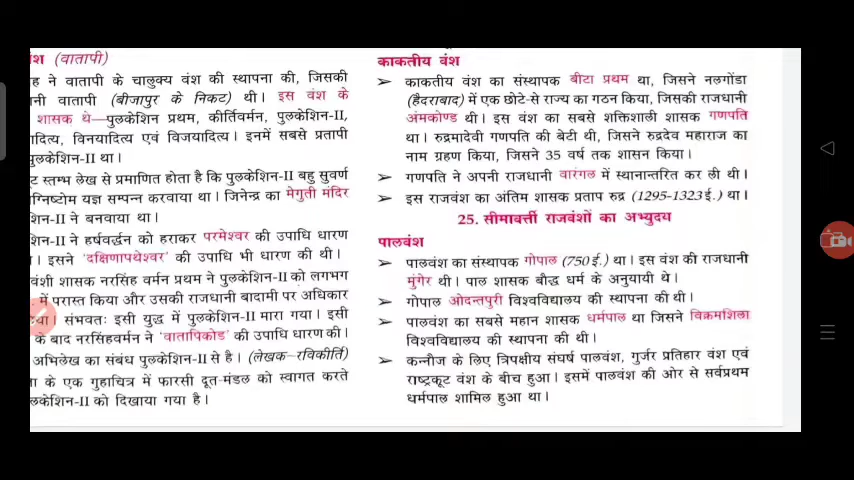 श (वातापी)
ह ने वातापी के चालुक्य वंश की स्थापना की, जिसकी
नी वातापी (बीजापुर के निकट) थी। इस वंश के
शासक थे—पुलकेशिन प्रथम, कीर्तिवर्मन, पुलकेशिन-II,
ादित्य, विनयादित्य एवं विजयादित्य। इनमें सबसे प्रतापी
पुलकेशिन-II था।
ट स्तम्भ लेख से प्रमाणित होता है कि पुलकेशिन-II बहु सुवर्ण
ग्निष्टोम यज्ञ सम्पन्न करवाया था। जिनेन्द्र का मेगुती मंदिर
शिन-II ने बनवाया था।
शिन-II ने हर्षवर्द्धन को हराकर परमेश्वर की उपाधि धारण
। इसने 'दक्षिणापथेश्वर' की उपाधि भी धारण की थी।
वंशी शासक नरसिंह वर्मन प्रथम ने पुलकेशिन-II को लगभग
में परास्त किया और उसकी राजधानी बादामी पर अधिकार
या। संभवतः इसी युद्ध में पुलकेशिन-II मारा गया। इसी
के बाद नरसिंहवर्मन ने 'वातापिकोड' की उपाधि धारण की।
अभिलेख का संबंध पुलकेशिन-II से है। (लेखक–रविकीर्ति)
ा के एक गुहाचित्र में फारसी दूत-मंडल को स्वागत करते
लकेशिन-II को दिखाया गया है।
काकतीय वंश
➢ काकतीय वंश का संस्थापक बीटा प्रथम था, जिसने नलगोंडा
(हैदराबाद) में एक छोटे-से राज्य का गठन किया, जिसकी राजधानी
अंमकोण्ड थी। इस वंश का सबसे शक्तिशाली शासक गणपति
था। रुद्रमादेवी गणपति की बेटी थी, जिसने रुद्रदेव महाराज का
नाम ग्रहण किया, जिसने 35 वर्ष तक शासन किया।
➢ गणपति ने अपनी राजधानी वारंगल में स्थानान्तरित कर ली थी।
➢ इस राजवंश का अंतिम शासक प्रताप रुद्र (1295-1323 ई.) था।
25. सीमावर्ती राजवंशों का अभ्युदय
पालवंश
➢ पालवंश का संस्थापक गोपाल (750 ई.) था। इस वंश की राजधानी
मुंगेर थी। पाल शासक बौद्ध धर्म के अनुयायी थे।
➢ गोपाल ओदन्तपुरी विश्वविद्यालय की स्थापना की थी।
➢ पालवंश का सबसे महान शासक धर्मपाल था जिसने विक्रमशिला
विश्वविद्यालय की स्थापना की थी।
➢ कन्नौज के लिए त्रिपक्षीय संघर्ष पालवंश, गुर्जर प्रतिहार वंश एवं
राष्ट्रकूट वंश के बीच हुआ। इसमें पालवंश की ओर से सर्वप्रथम
धर्मपाल शामिल हुआ था।